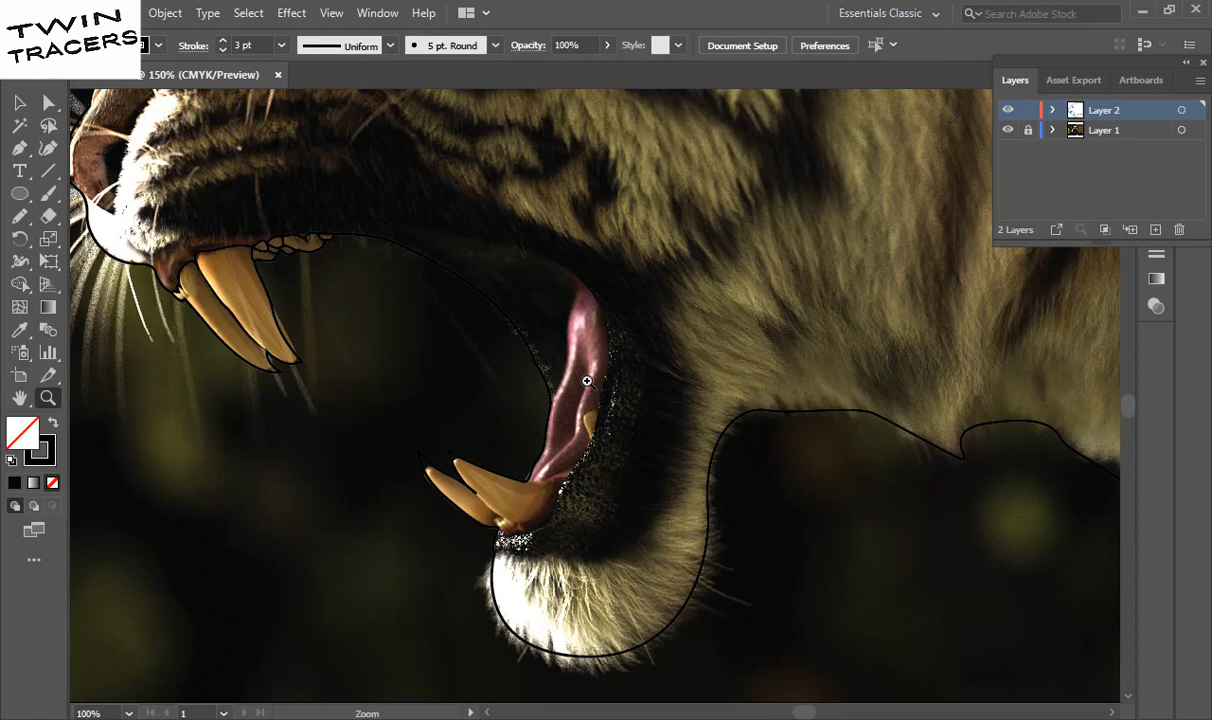 TWIN
TRACERS
Object Type Select Effect View Window Help
Essentials Classic
Search Adobe Stock
Stroke: 3 pt Uniform 5 pt. Round Opacity: 100% Style: Document Setup Preferences
@ 150% (CMYK/Preview)
Layers Asset Export Artboards
Layer 2
Layer 1
2 Layers
100% 1 Zoom